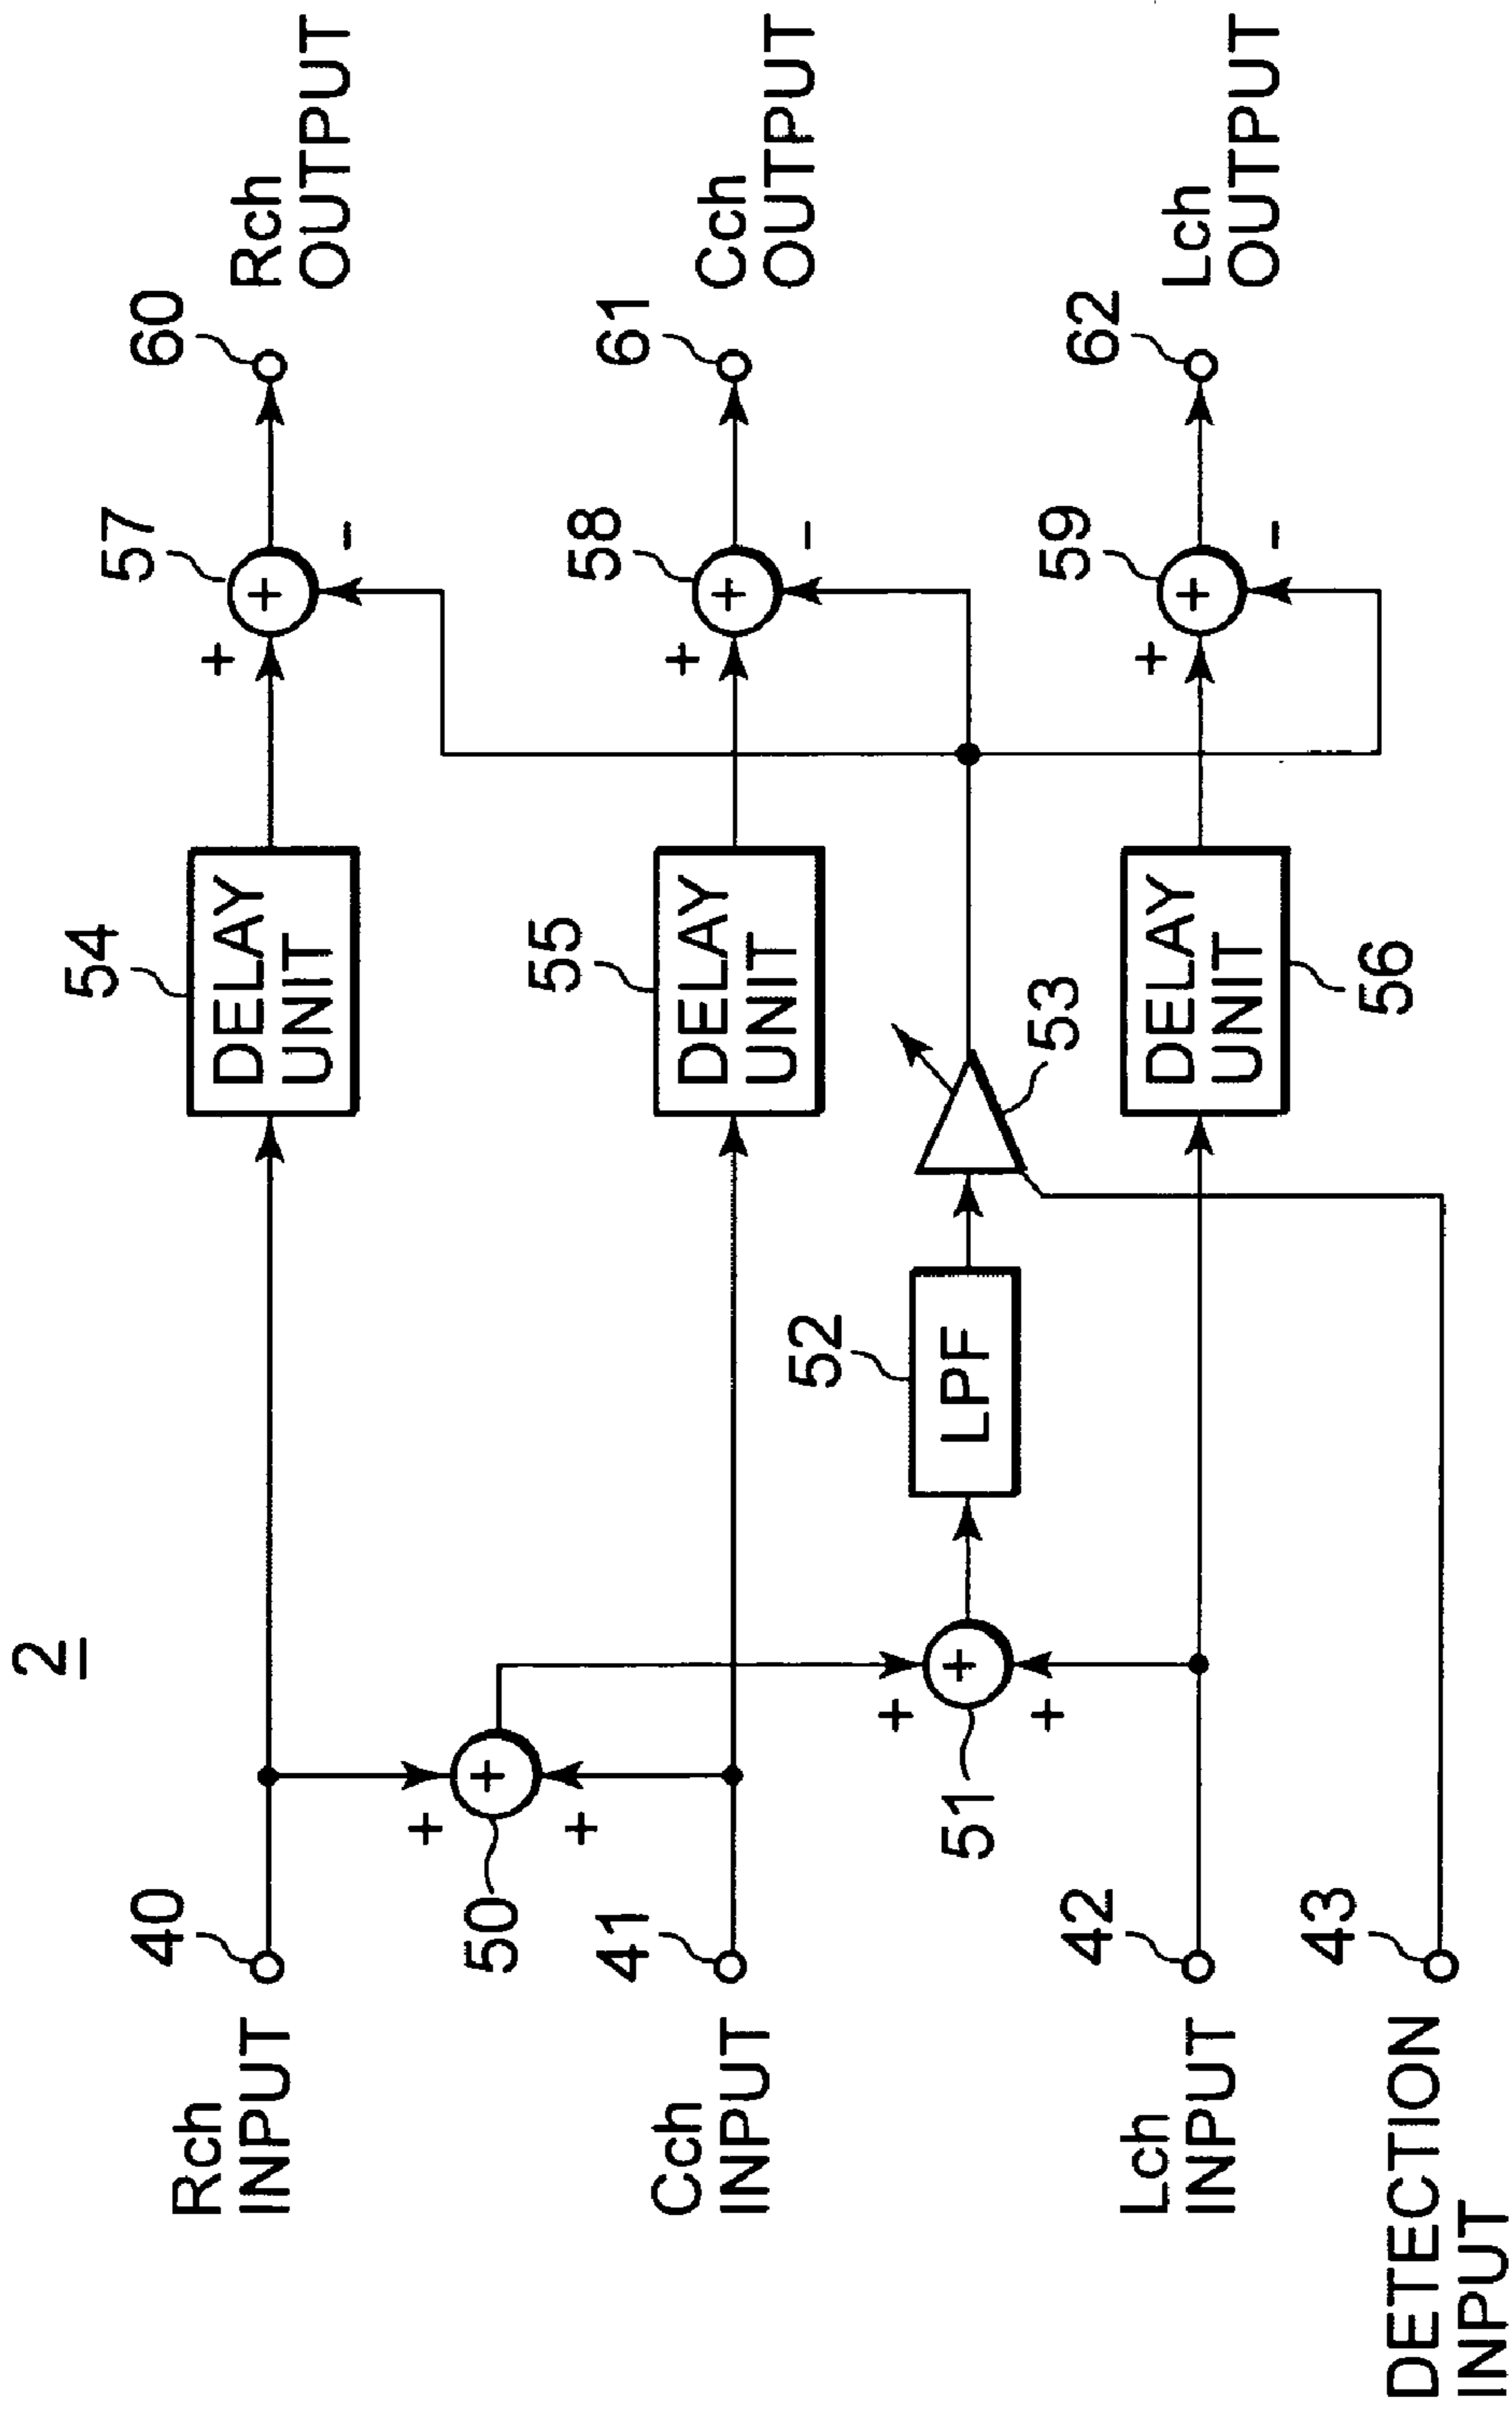 2
Rch
INPUT
40
54
DELAY
UNIT
+
57
+
-
60
Rch
OUTPUT
+
50
+
+
Cch
INPUT
41
55
DELAY
UNIT
+
58
+
-
61
Cch
OUTPUT
+
51
+
+
52
LPF
53
Lch
INPUT
42
DELAY
UNIT
56
+
59
+
-
62
Lch
OUTPUT
DETECTION
INPUT
43